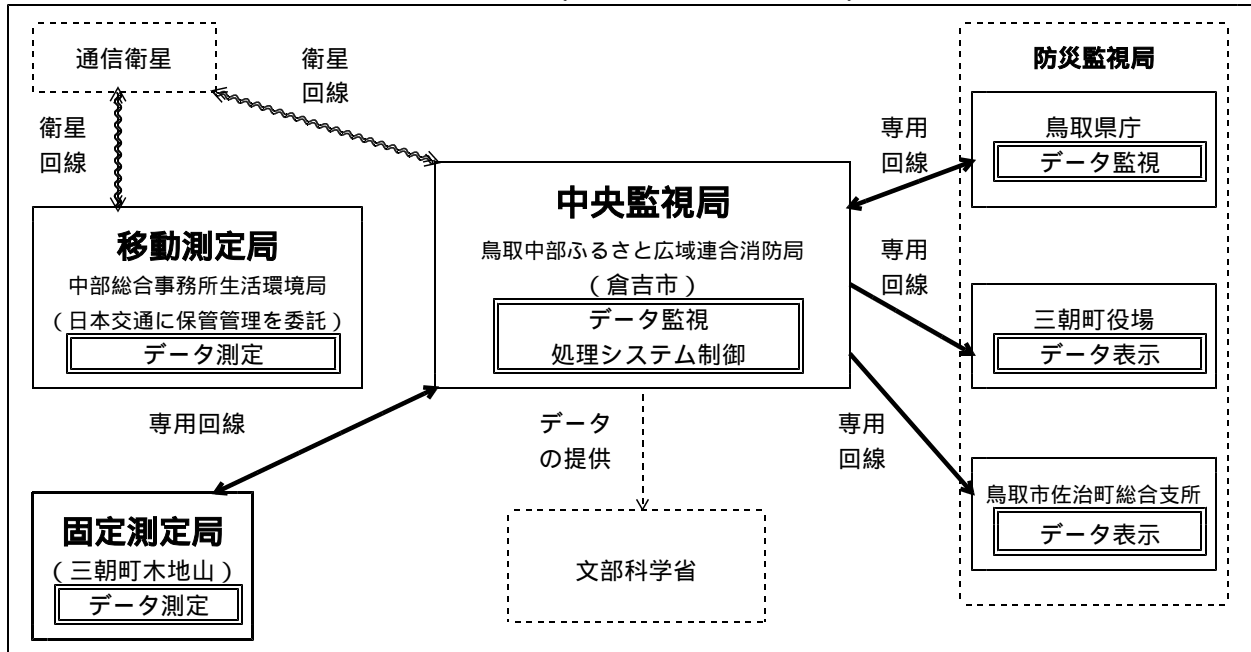 通信衛星
衛星
回線
衛星
回線
移動測定局
中部総合事務所生活環境局
（日本交通に保管管理を委託）
データ測定
専用回線
固定測定局
（三朝町木地山）
データ測定
中央監視局
鳥取中部ふるさと広域連合消防局
（倉吉市）
データ監視
処理システム制御
データ
の提供
文部科学省
専用
回線
専用
回線
専用
回線
防災監視局
鳥取県庁
データ監視
三朝町役場
データ表示
鳥取市佐治町総合支所
データ表示